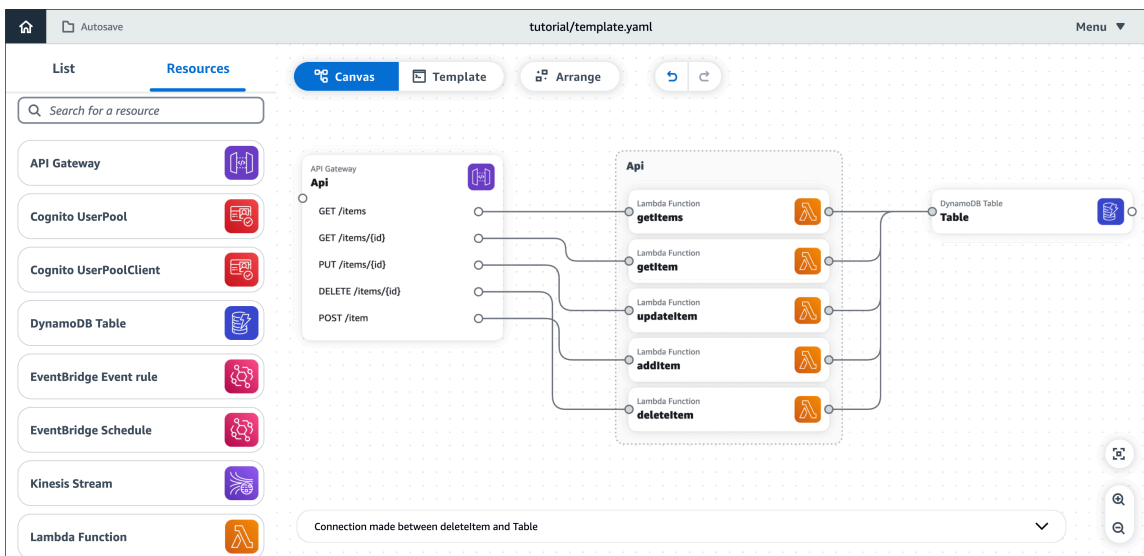 Autosave
tutorial/template.yaml
Menu
List
Resources
Search for a resource
API Gateway
Cognito UserPool
Cognito UserPoolClient
DynamoDB Table
EventBridge Event rule
EventBridge Schedule
Kinesis Stream
Lambda Function
Canvas
Template
Arrange
API Gateway
Api
GET /items
GET /items/{id}
PUT /items/{id}
DELETE /items/{id}
POST /item
Api
Lambda Function
getItems
Lambda Function
getItem
Lambda Function
updateItem
Lambda Function
addItem
Lambda Function
deleteItem
DynamoDB Table
Table
Connection made between deleteItem and Table